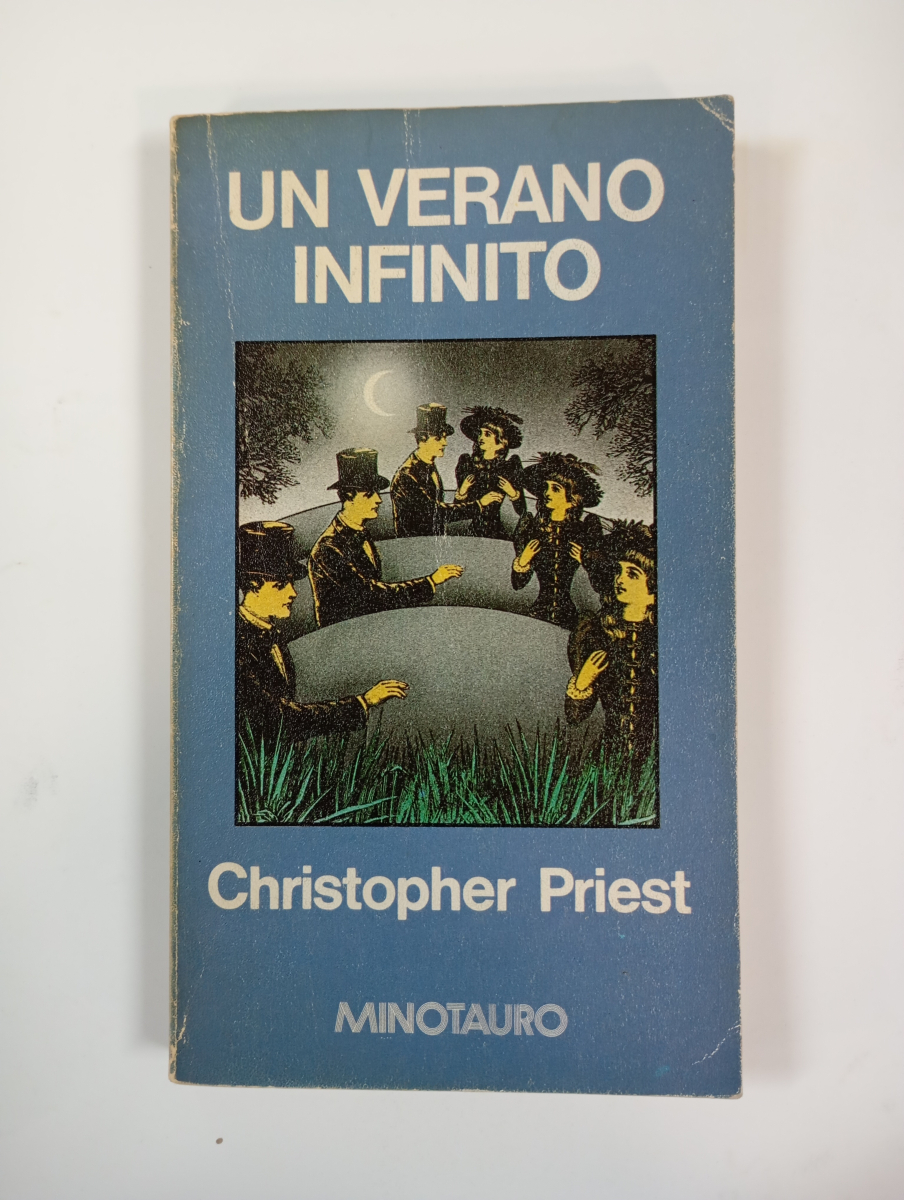 UN VERANO
INFINITO
Christopher Priest
MINOTAURO